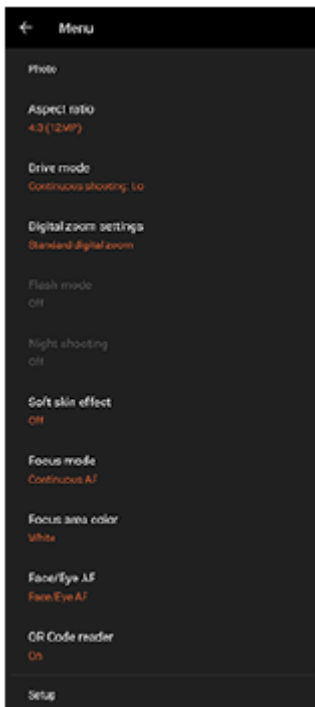 Menu
Photo
Aspect ratio
4:3 (12MP)
Drive mode
Continuous shooting: Lo
Digital zoom settings
Standard digital zoom
Flash mode
Off
Night shooting
Off
Soft skin effect
Off
Focus mode
Continuous AF
Focus area color
White
Face/Eye AF
Face/Eye AF
QR Code reader
On
Setup